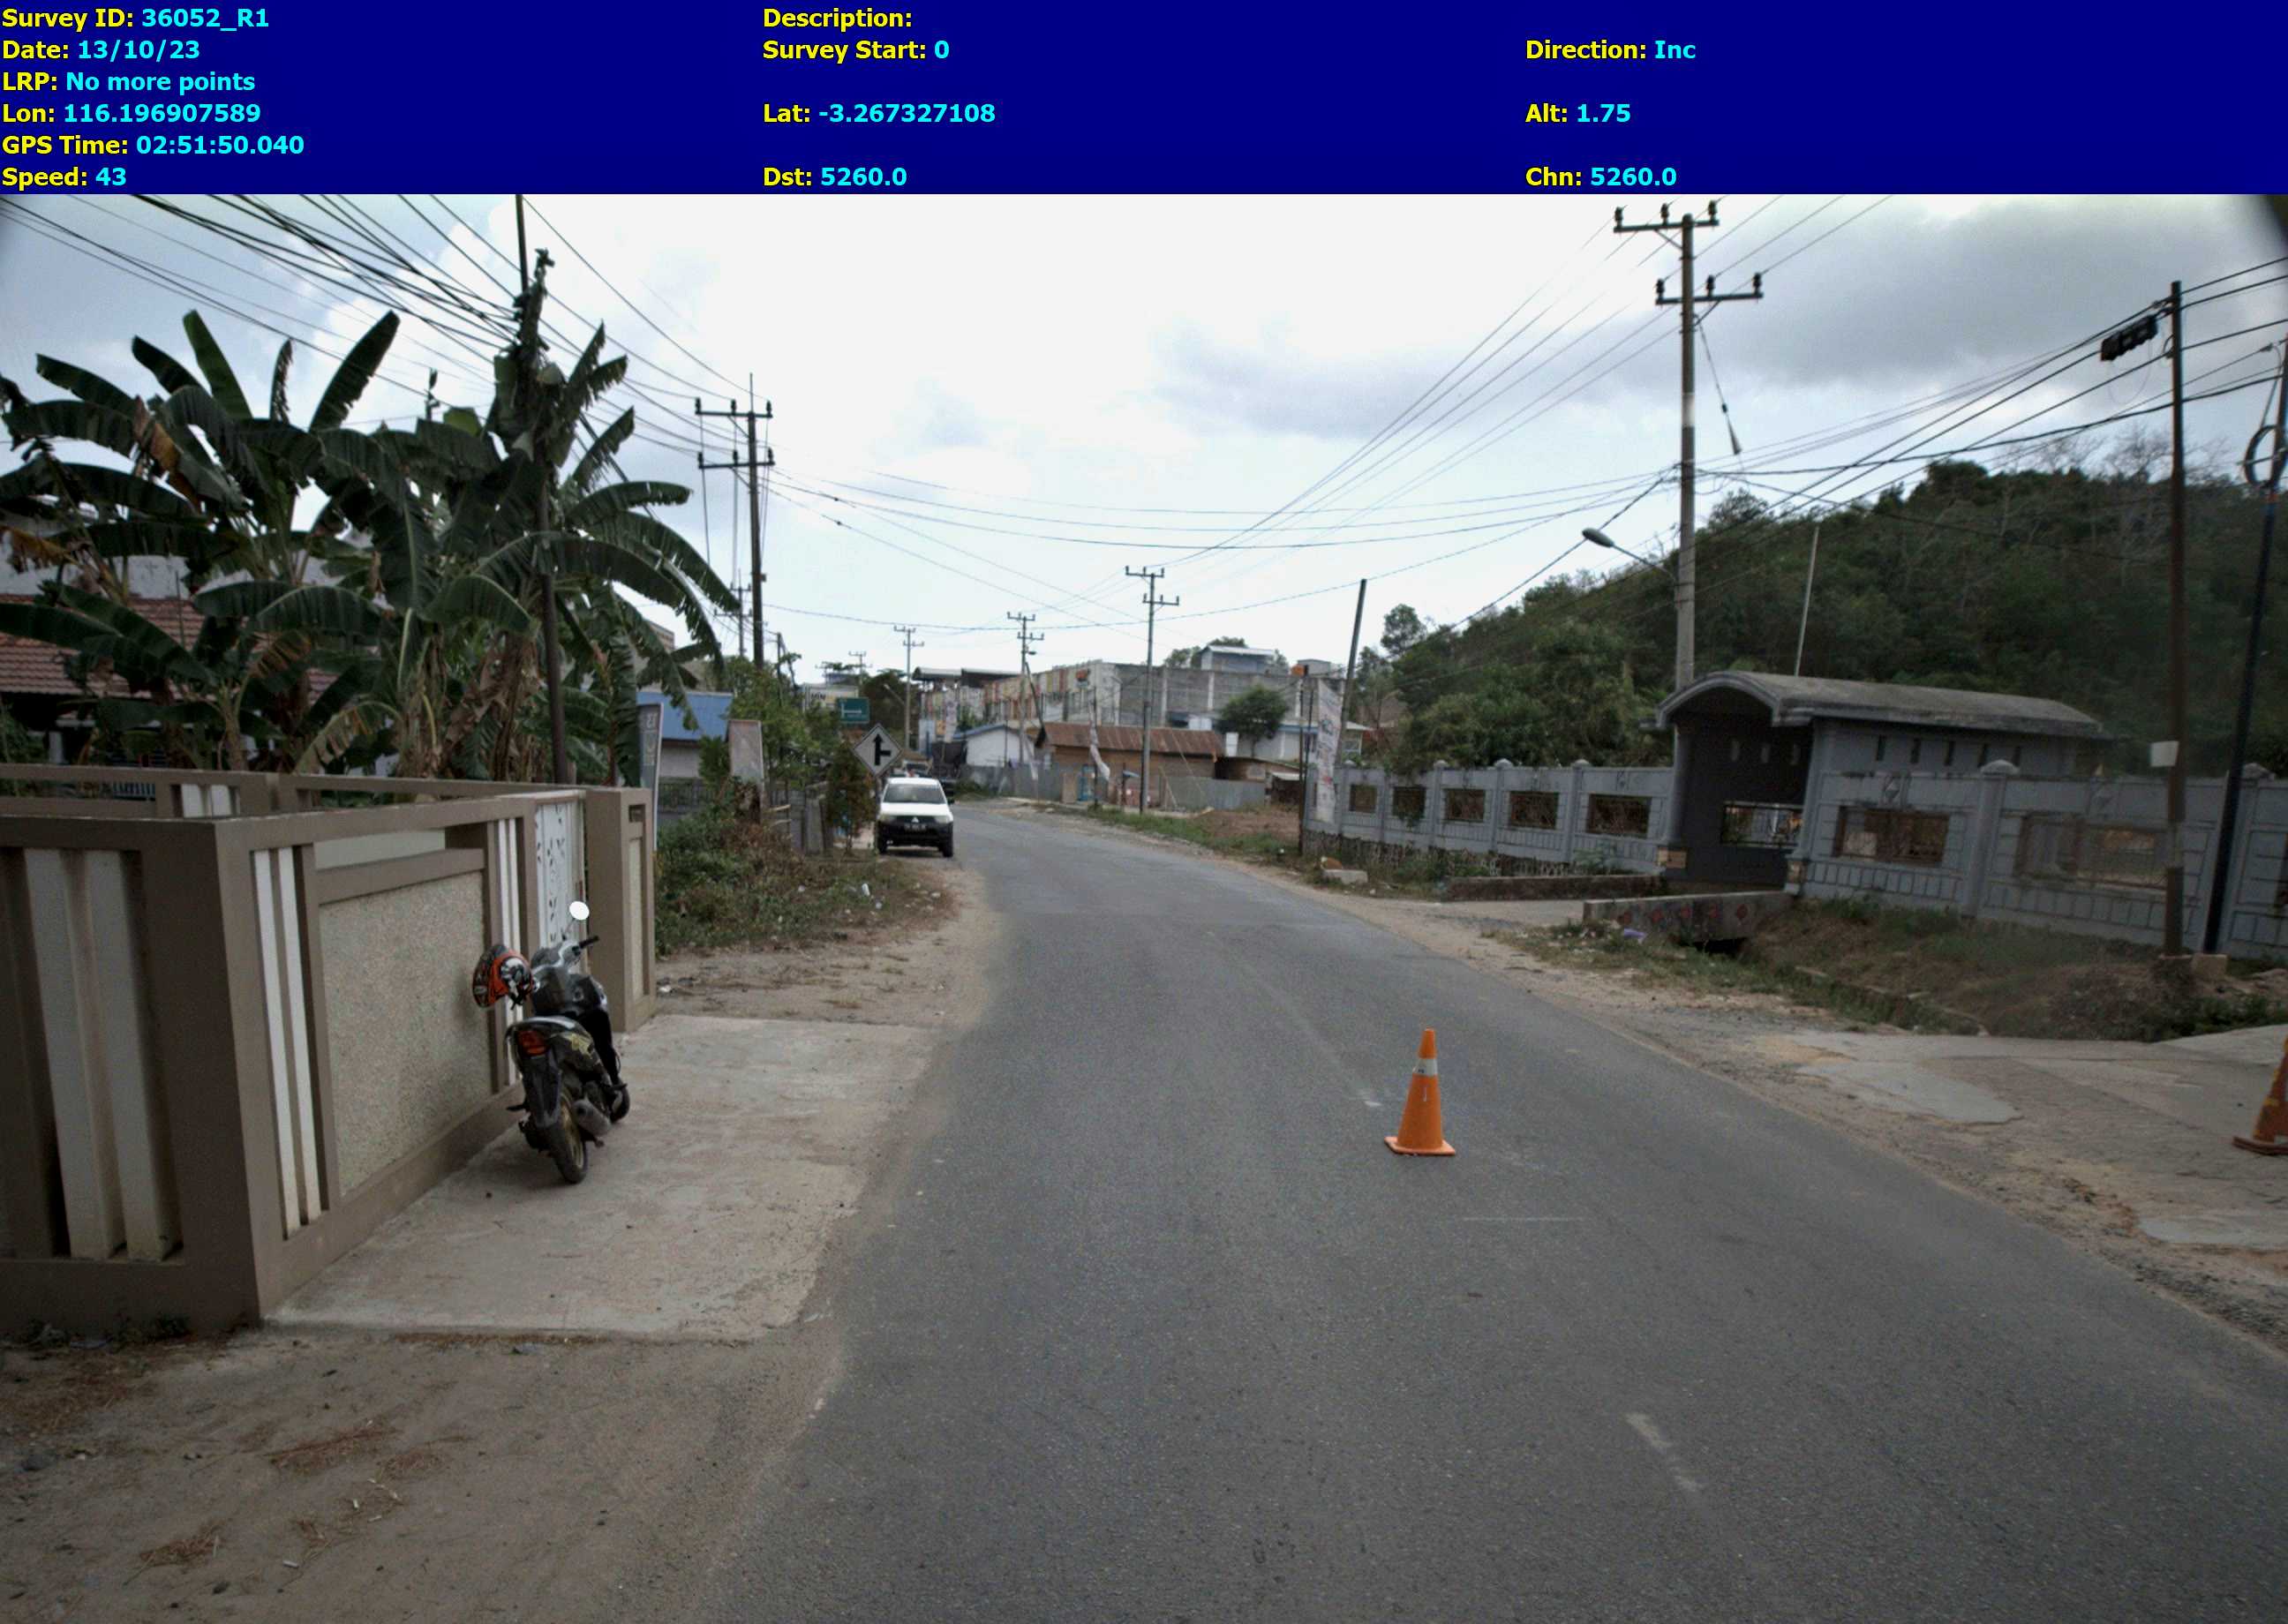 Survey ID: 36052_R1
Description:
Date: 13/10/23
Survey Start: 0
Direction: Inc
LRP: No more points
Lon: 116.196907589
Lat: -3.267327108
Alt: 1.75
GPS Time: 02:51:50.040
Speed: 43
Dst: 5260.0
Chn: 5260.0